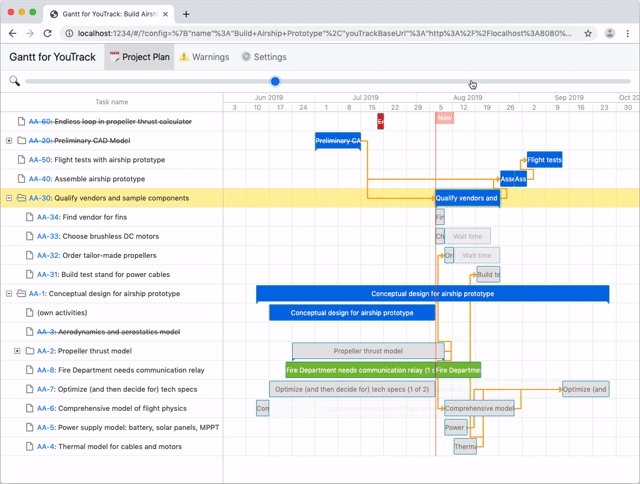 Gantt for YouTrack: Build Airship
localhost:1234/#/?config=%7B"name"%3A"Build+Airship+Prototype"%2C"youTrackBaseUrl"%3A"http%3A%2F%2Flocalhost%3A8080%...
Gantt for YouTrack Project Plan Warnings Settings
Task name
Jun 2019 Jul 2019 Aug 2019 Sep 2019 Oct 20
3 10 17 24 1 8 15 22 29 5 12 19 26 2 9 16 23 30
Now
AA-60: Endless loop in propeller thrust calculator
AA-20: Preliminary CAD Model Preliminary CA
AA-50: Flight tests with airship prototype Flight tests
AA-40: Assemble airship prototype Ass Ass
AA-30: Qualify vendors and sample components Qualify vendors and
AA-34: Find vendor for fins Fin
AA-33: Choose brushless DC motors Ch Wait time
AA-32: Order tailor-made propellers Or Wait time
AA-31: Build test stand for power cables Build te
AA-1: Conceptual design for airship prototype Conceptual design for airship prototype
(own activities) Conceptual design for airship prototype
AA-3: Aerodynamics and aerostatics model
AA-2: Propeller thrust model Propeller thrust model
AA-8: Fire Department needs communication relay Fire Department needs communication relay (1 o Fire Departmen
AA-7: Optimize (and then decide for) tech specs Optimize (and then decide for) tech specs (1 of 2) Optimize (and
AA-6: Comprehensive model of flight physics Com Comprehensive model
AA-5: Power supply model: battery, solar panels, MPPT Power
AA-4: Thermal model for cables and motors Therma